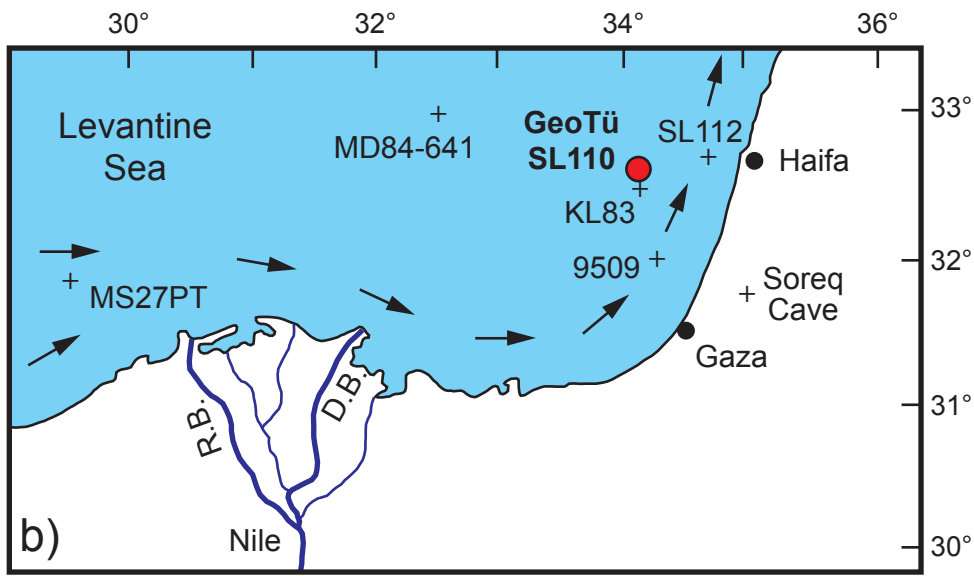 30°
32°
34°
36°
Levantine
Sea
MD84-641
GeoTü
SL110
SL112
33°
Haifa
KL83
9509
32°
Soreq
Cave
MS27PT
Gaza
R.B.
D.B.
31°
b)
Nile
30°